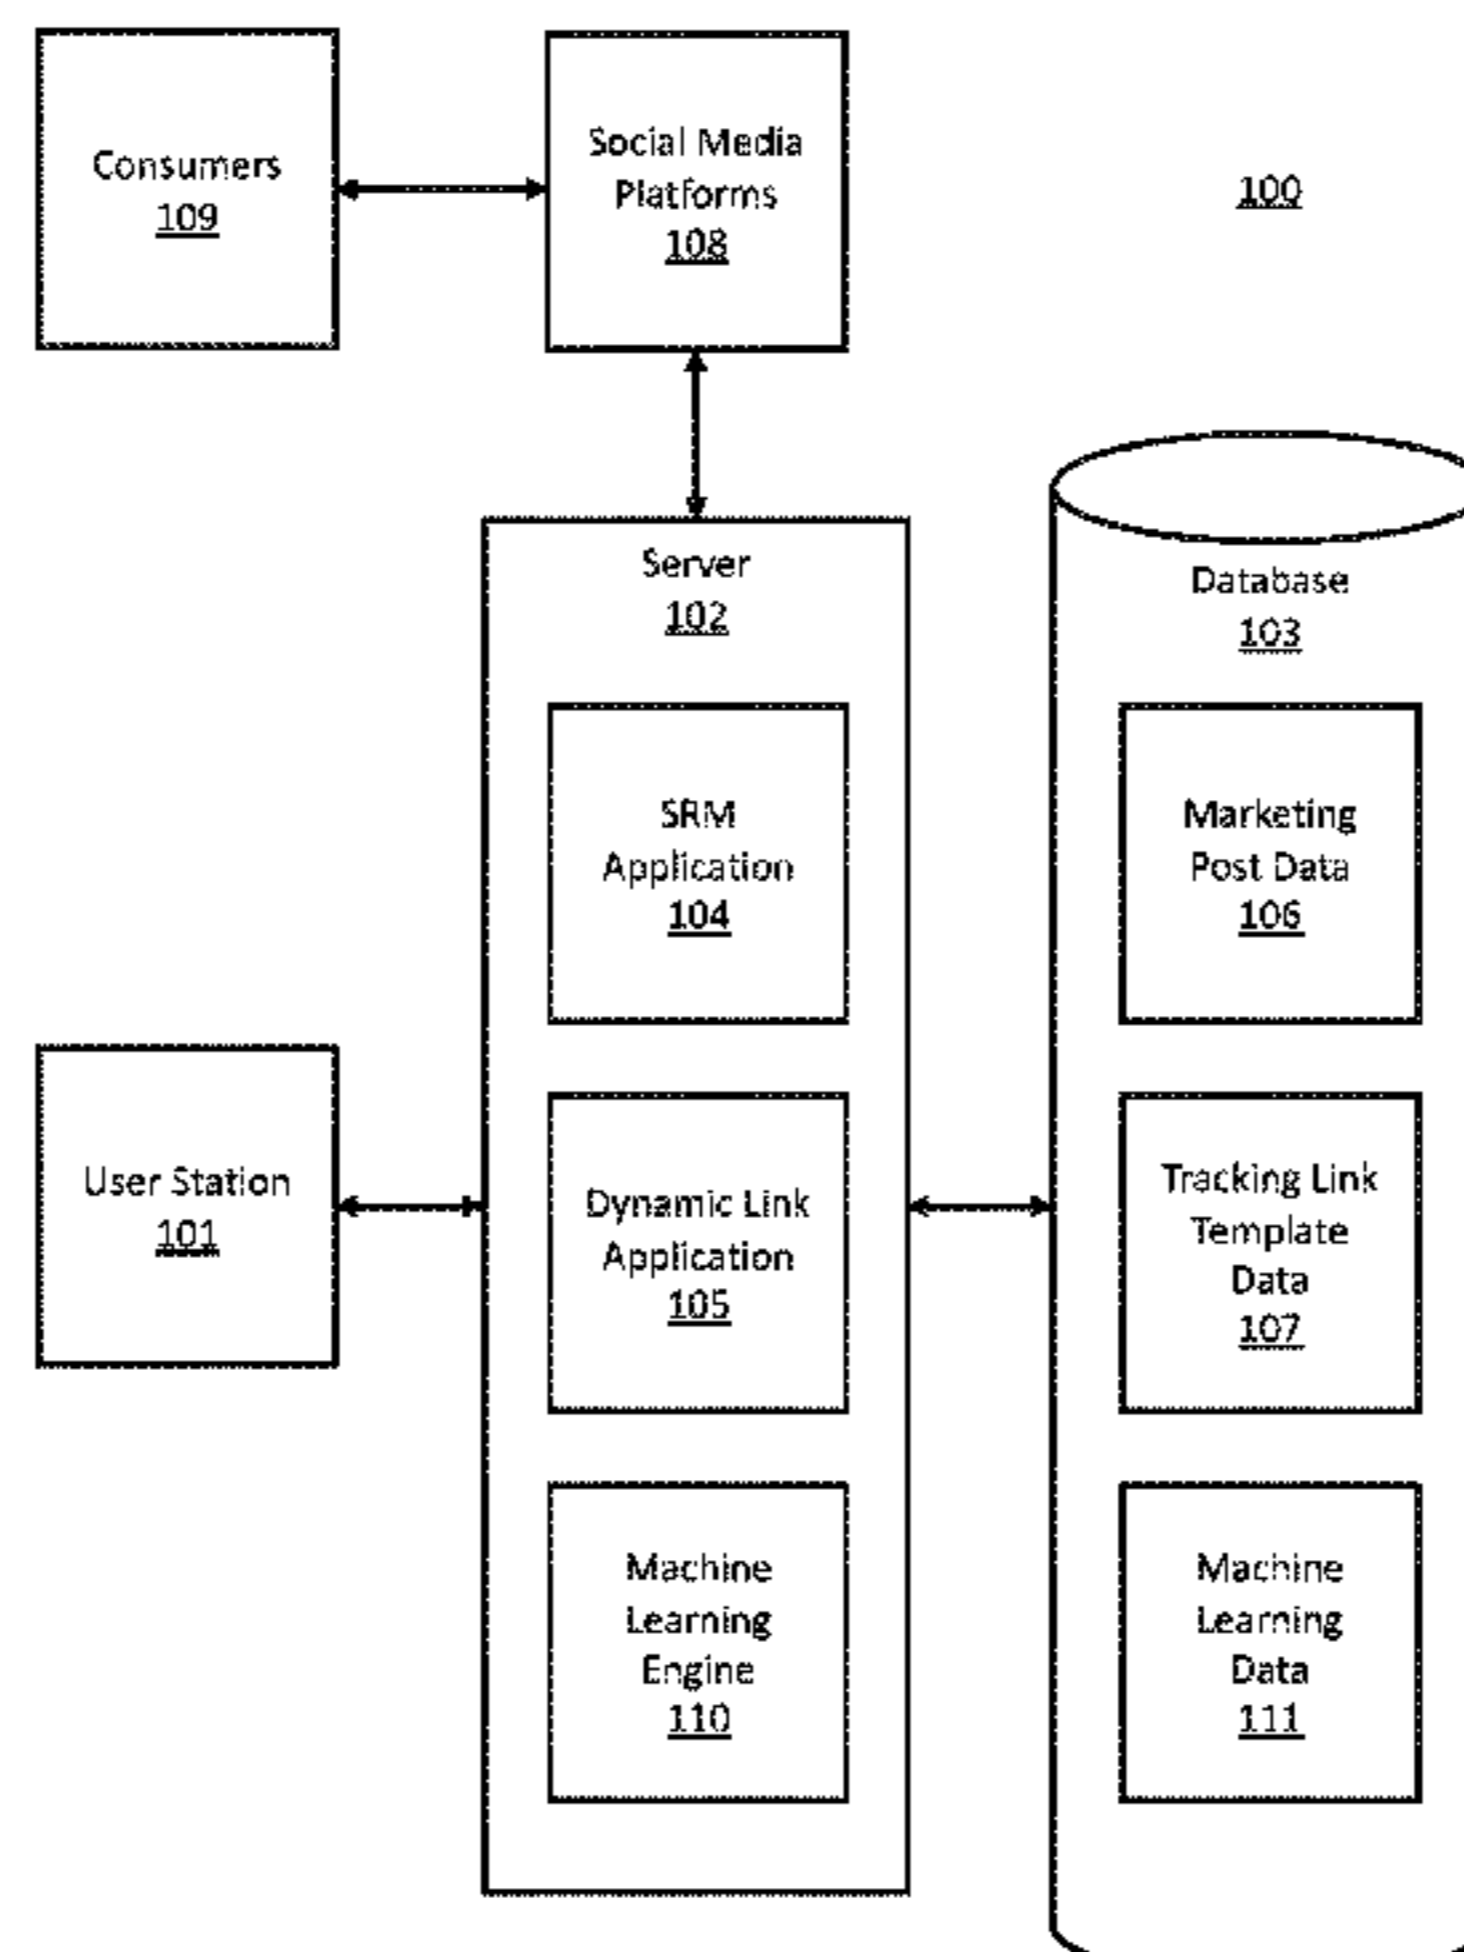 Consumers
109
Social Media
Platforms
108
100
Server
102
Database
103
SRM
Application
104
Marketing
Post Data
106
User Station
101
Dynamic Link
Application
105
Tracking Link
Template
Data
107
Machine
Learning
Engine
110
Machine
Learning
Data
111